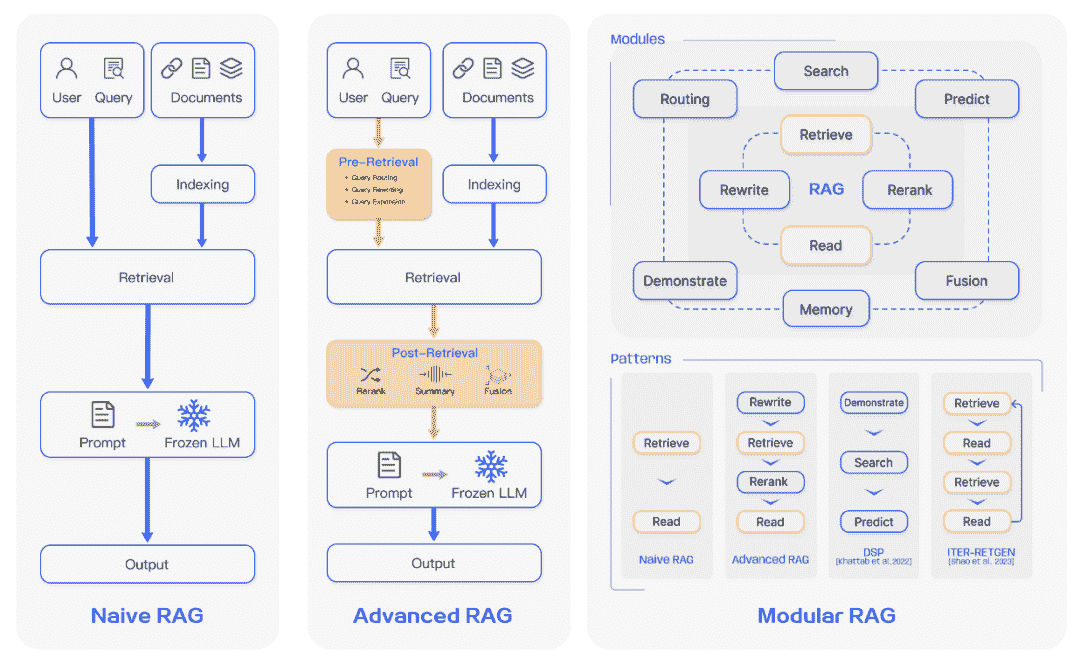 User Query
Documents
Indexing
Retrieval
Prompt
Frozen LLM
Output
Naive RAG
User Query
Documents
Pre-Retrieval
• Query Routing
• Query Rewriting
• Query Expansion
Indexing
Retrieval
Post-Retrieval
Rerank
Summary
Fusion
Prompt
Frozen LLM
Output
Advanced RAG
Modules
Search
Routing
Predict
Retrieve
Rewrite
RAG
Rerank
Read
Demonstrate
Fusion
Memory
Patterns
Retrieve
Read
Naive RAG
Rewrite
Retrieve
Rerank
Read
Advanced RAG
Demonstrate
Search
Predict
DSP
[Khattab et al. 2022]
Retrieve
Read
Retrieve
Read
ITER-RETGEN
[Shao et al. 2023]
Modular RAG